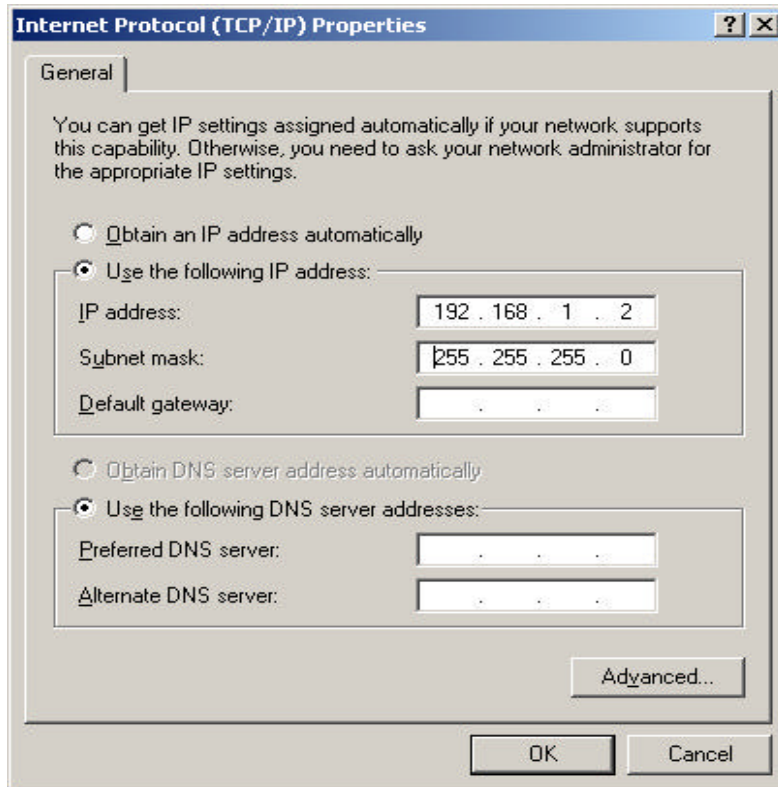 Internet Protocol (TCP/IP) Properties
General
You can get IP settings assigned automatically if your network supports
this capability. Otherwise, you need to ask your network administrator for
the appropriate IP settings.
Obtain an IP address automatically
Use the following IP address:
IP address: 192 . 168 . 1 . 2
Subnet mask: 255 . 255 . 255 . 0
Default gateway: . . .
Obtain DNS server address automatically
Use the following DNS server addresses:
Preferred DNS server: . . .
Alternate DNS server: . . .
Advanced...
OK Cancel